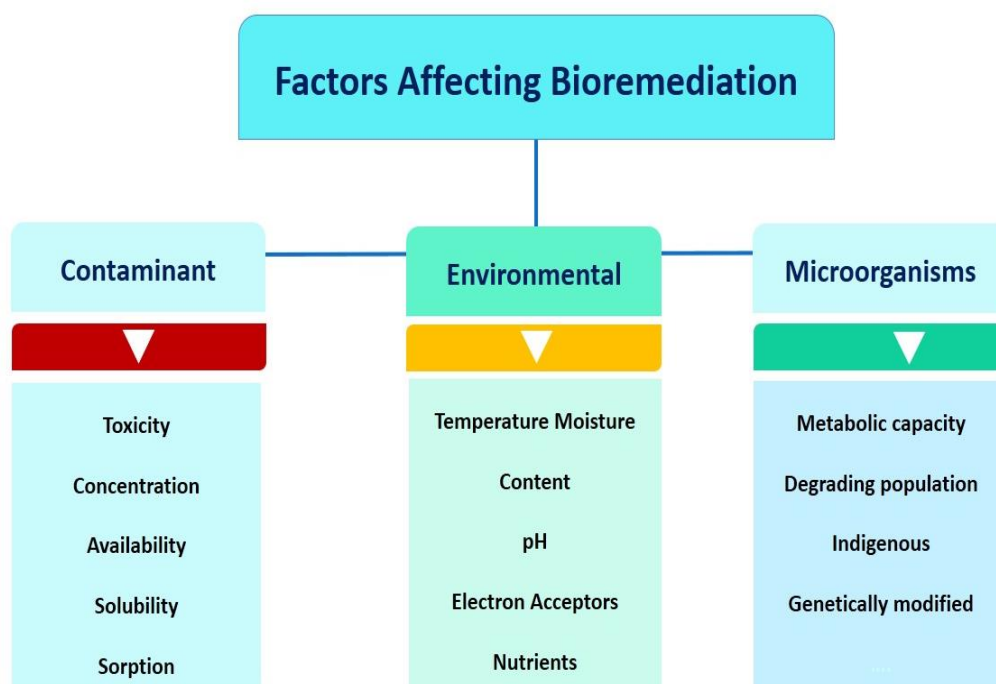 Factors Affecting Bioremediation
Contaminant
Toxicity
Concentration
Availability
Solubility
Sorption
Environmental
Temperature Moisture
Content
pH
Electron Acceptors
Nutrients
Microorganisms
Metabolic capacity
Degrading population
Indigenous
Genetically modified
....